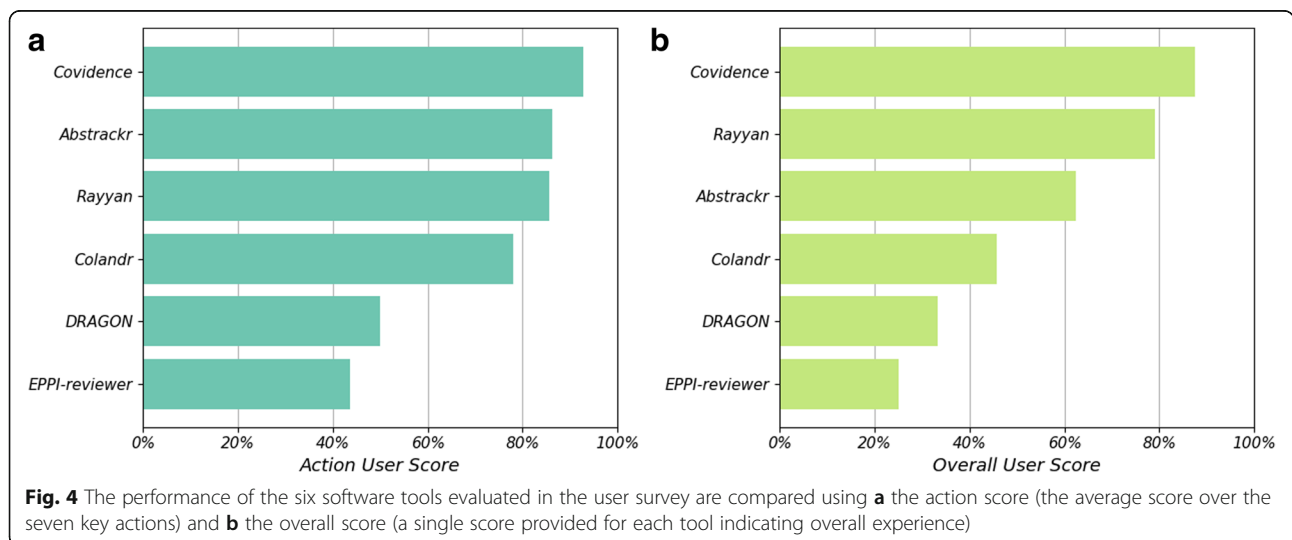 a
Covidence
Abstrackr
Rayyan
Colandr
DRAGON
EPPI-reviewer
0% 20% 40% 60% 80% 100%
Action User Score
b
Covidence
Rayyan
Abstrackr
Colandr
DRAGON
EPPI-reviewer
0% 20% 40% 60% 80% 100%
Overall User Score
Fig. 4 The performance of the six software tools evaluated in the user survey are compared using a the action score (the average score over the
seven key actions) and b the overall score (a single score provided for each tool indicating overall experience)